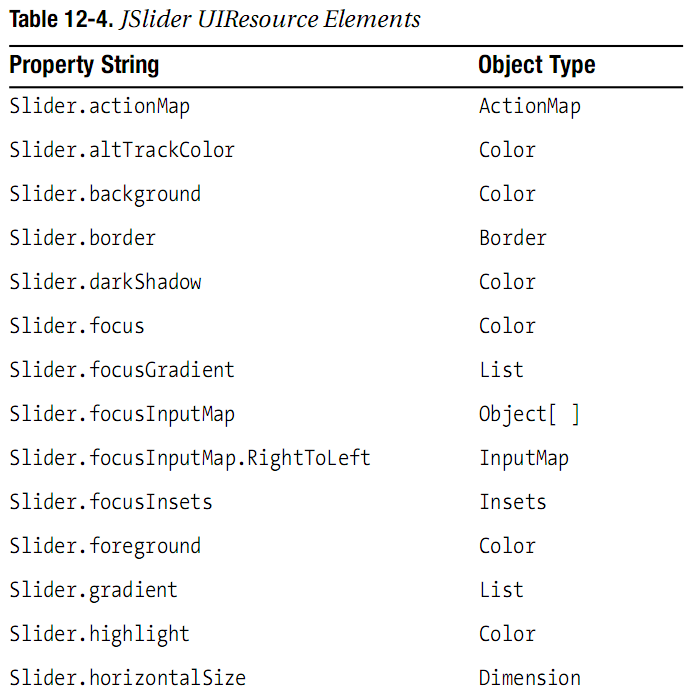 Table 12-4. JSlider UIResource Elements
Property String Object Type
Slider.actionMap ActionMap
Slider.altTrackColor Color
Slider.background Color
Slider.border Border
Slider.darkShadow Color
Slider.focus Color
Slider.focusGradient List
Slider.focusInputMap Object[ ]
Slider.focusInputMap.RightToLeft InputMap
Slider.focusInsets Insets
Slider.foreground Color
Slider.gradient List
Slider.highlight Color
Slider.horizontalSize Dimension